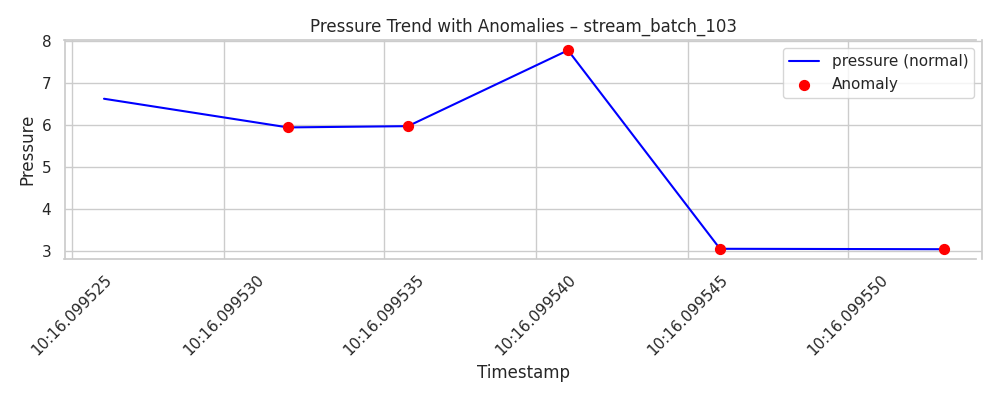 Pressure Trend with Anomalies – stream_batch_103
8
7
6
5
4
3
Pressure
pressure (normal)
Anomaly
10:16.099525
10:16.099530
10:16.099535
10:16.099540
10:16.099545
10:16.099550
Timestamp